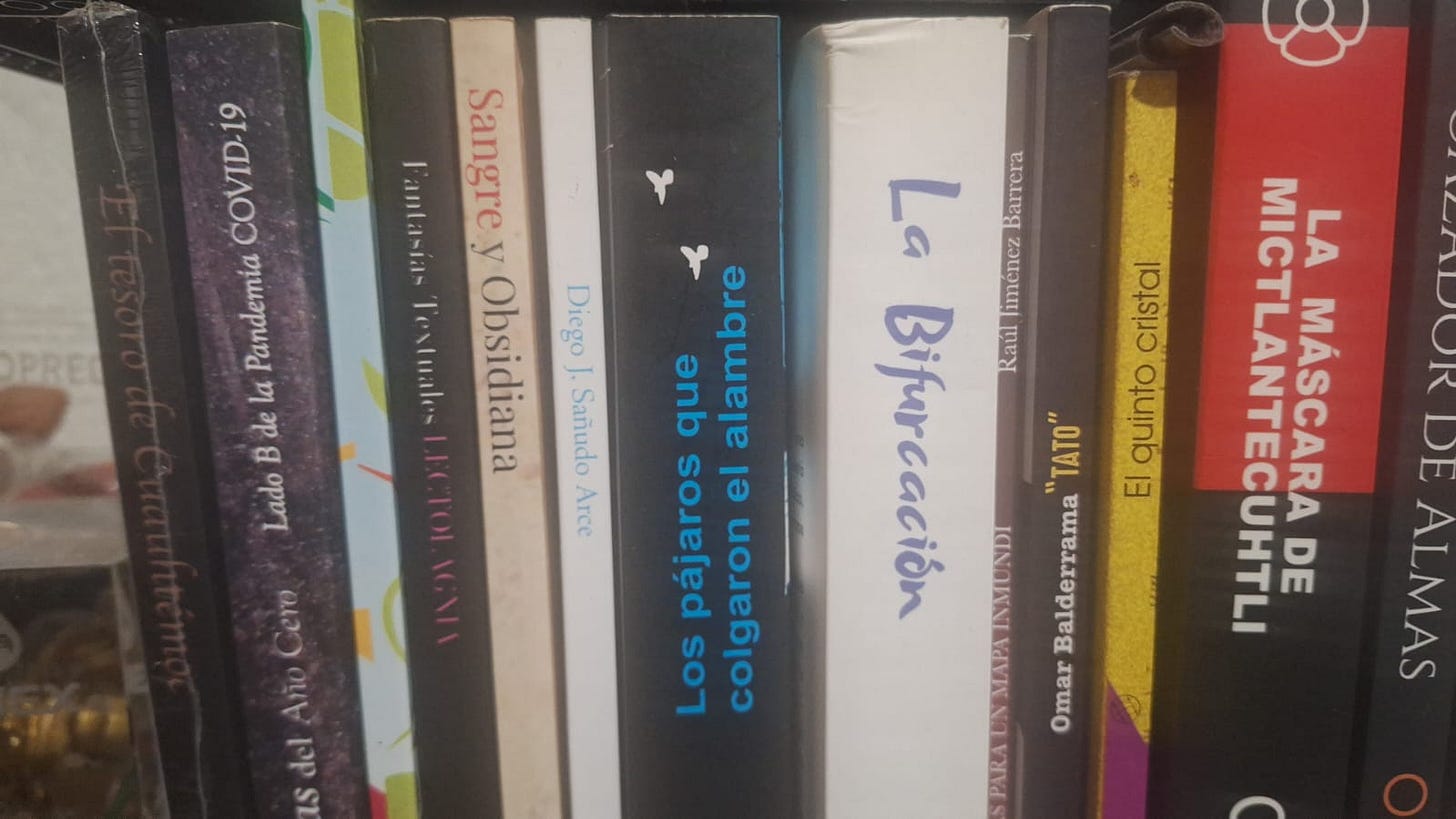 El tesoro de Cuauhtémoc
Lado B de la Pandemia COVID-19
as del Año Cero
Fantasías Textuales LECTOLAGNIA
Sangre y Obsidiana
Diego J. Sañudo Arce
Los pájaros que
colgaron el alambre
La Bifurcación
Raúl Jiménez Barrera
S PARA UN MAPA INMUNDI
Omar Balderrama "TATO"
El quinto cristal
LA MÁSCARA DE
MICTLANTECUHTLI
CAZADOR DE ALMAS